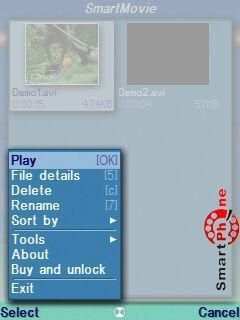 SmartMovie
Demo1.avi
0:00:15 474KB
Demo2.avi
0:00:04 57KB
Play [OK]
File details [5]
Delete [c]
Rename [7]
Sort by
Tools
About
Buy and unlock
Exit
SmartPhone
Select Cancel